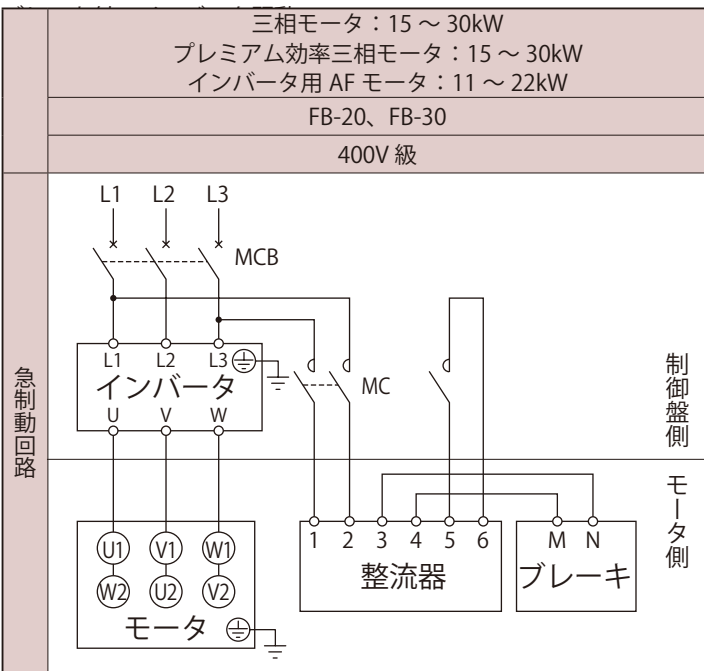 三相モータ：15 ～ 30kW
プレミアム効率三相モータ：15 ～ 30kW
インバータ用 AF モータ：11 ～ 22kW
FB-20、FB-30
400V 級
急制動回路
L1 L2 L3
MCB
L1 L2 L3
インバータ
U V W
MC
制御盤側
モータ側
U1 V1 W1
W2 U2 V2
モータ
1 2 3 4 5 6
整流器
M N
ブレーキ